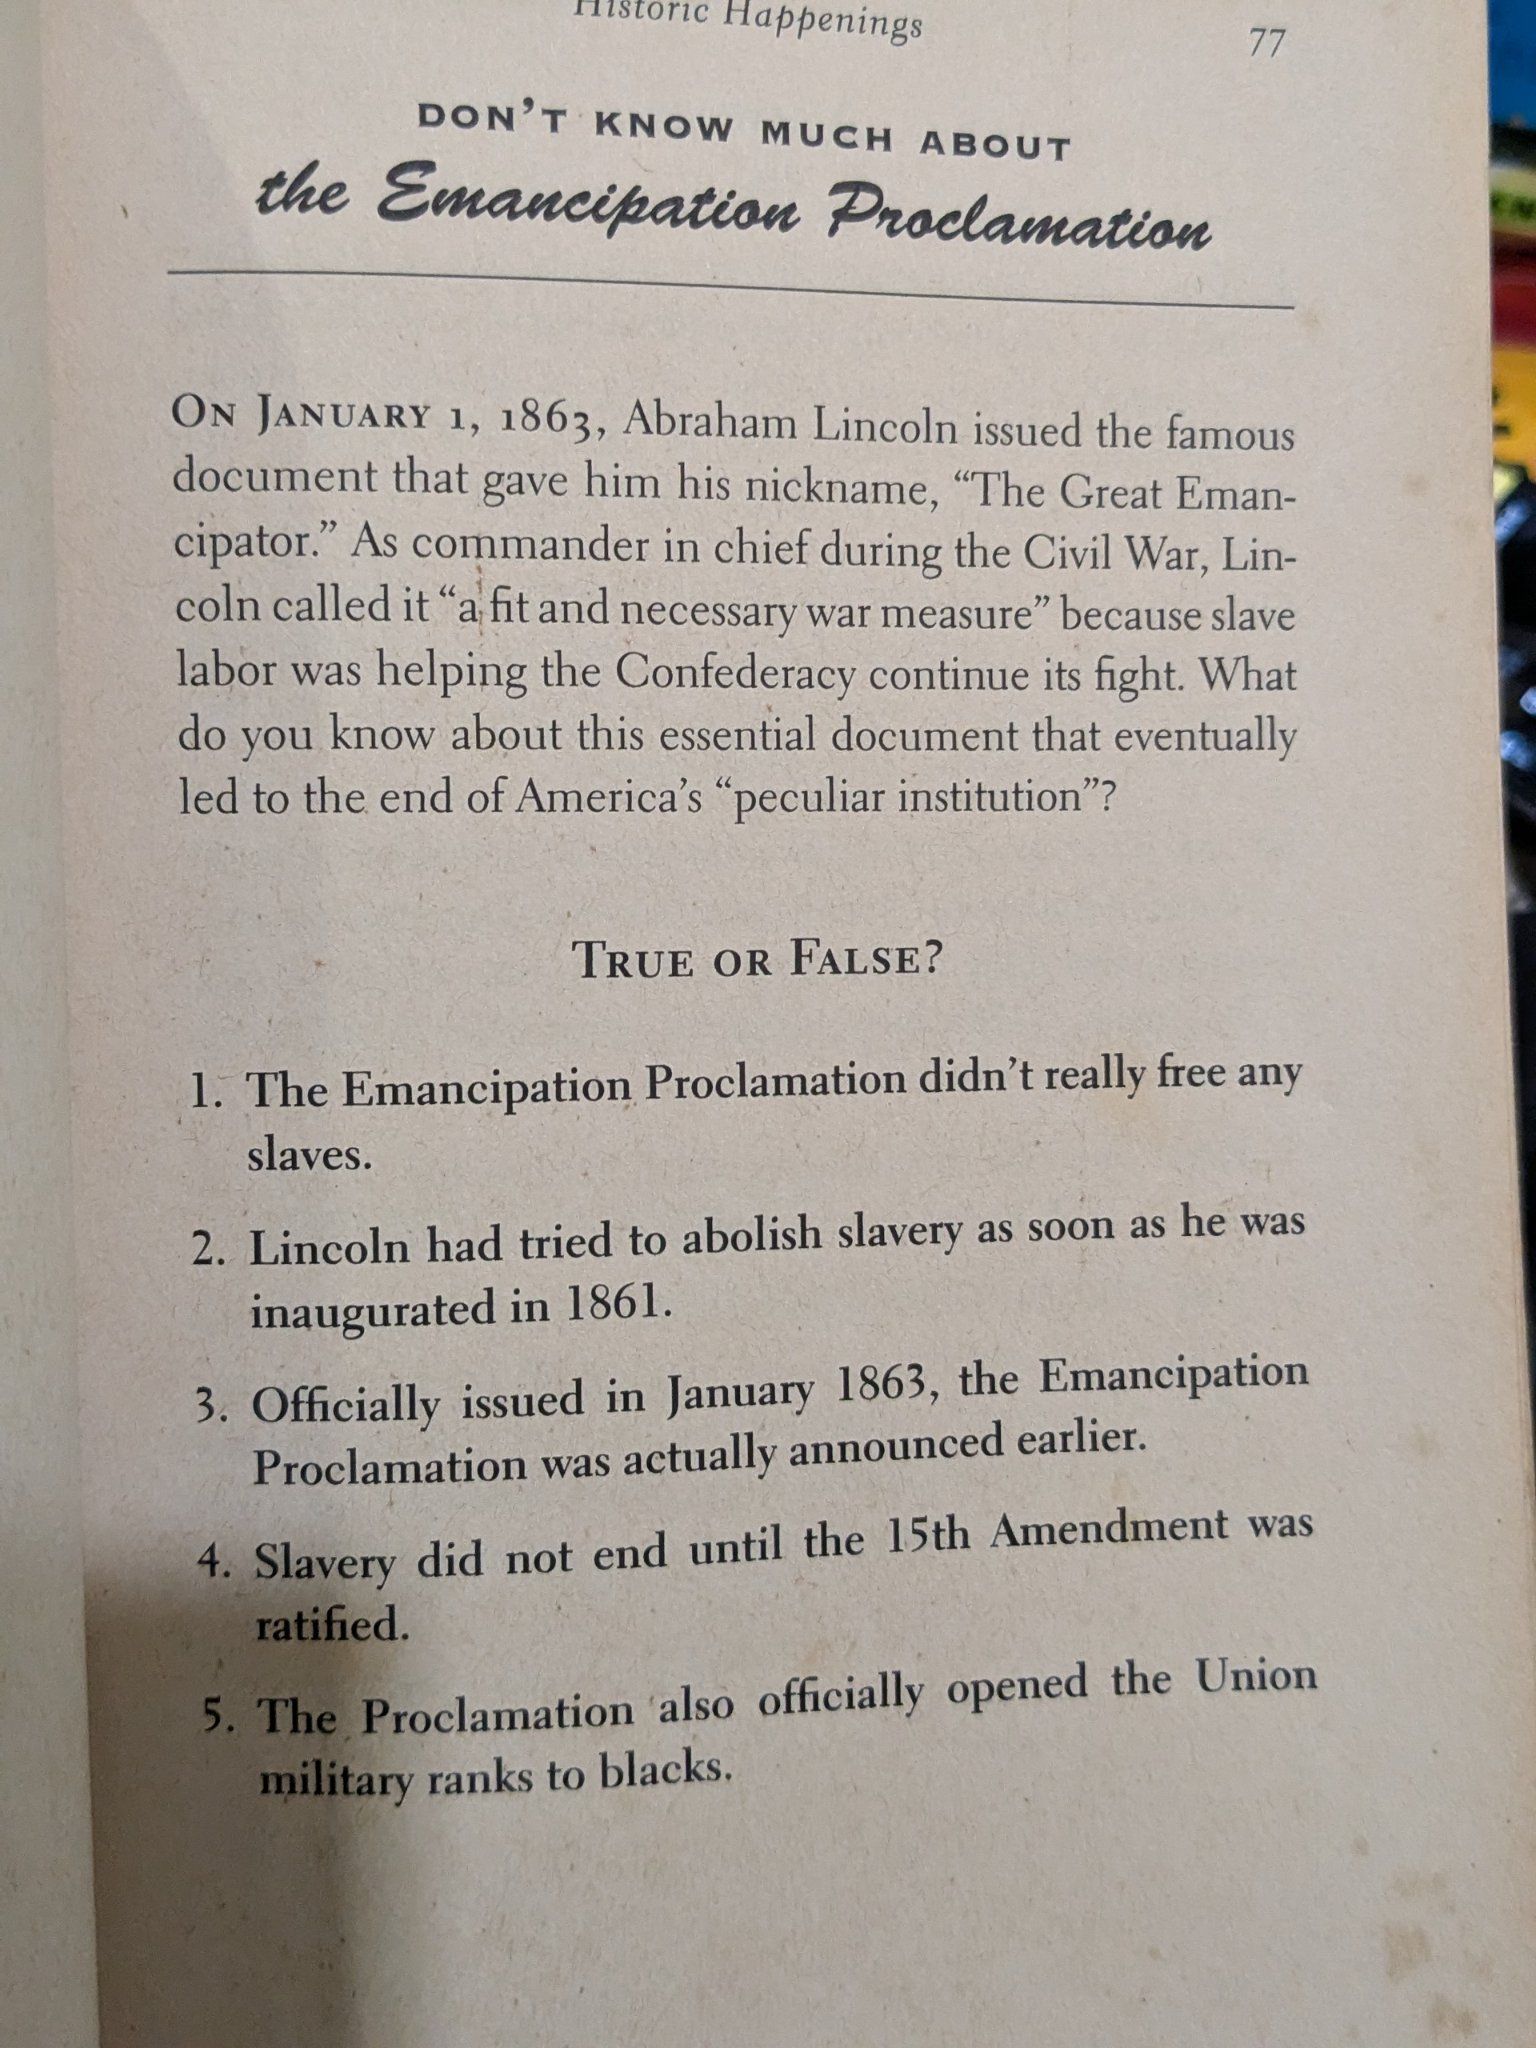 Historic Happenings 77
DON'T KNOW MUCH ABOUT
the Emancipation Proclamation
ON JANUARY 1, 1863, Abraham Lincoln issued the famous
document that gave him his nickname, “The Great Eman-
cipator.” As commander in chief during the Civil War, Lin-
coln called it “a fit and necessary war measure” because slave
labor was helping the Confederacy continue its fight. What
do you know about this essential document that eventually
led to the end of America's “peculiar institution”?
TRUE OR FALSE?
1. The Emancipation Proclamation didn't really free any
slaves.
2. Lincoln had tried to abolish slavery as soon as he was
inaugurated in 1861.
3. Officially issued in January 1863, the Emancipation
Proclamation was actually announced earlier.
4. Slavery did not end until the 15th Amendment was
ratified.
5. The Proclamation also officially opened the Union
military ranks to blacks.